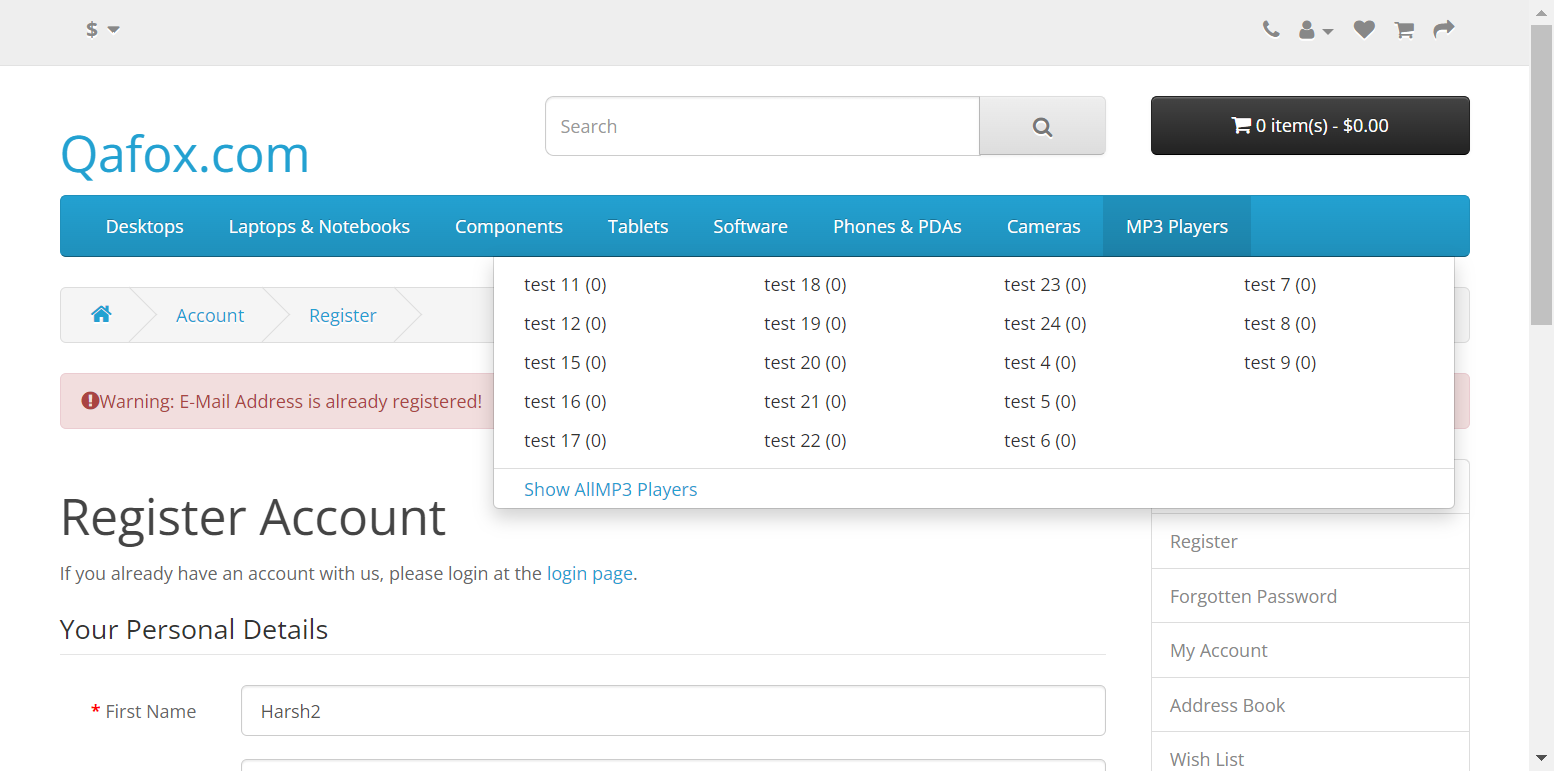 $
Search
0 item(s) - $0.00
Qafox.com
Desktops Laptops & Notebooks Components Tablets Software Phones & PDAs Cameras MP3 Players
test 11 (0) test 18 (0) test 23 (0) test 7 (0)
test 12 (0) test 19 (0) test 24 (0) test 8 (0)
test 15 (0) test 20 (0) test 4 (0) test 9 (0)
test 16 (0) test 21 (0) test 5 (0)
test 17 (0) test 22 (0) test 6 (0)
Show AllMP3 Players
Account Register
Warning: E-Mail Address is already registered!
Register Account
If you already have an account with us, please login at the login page.
Your Personal Details
* First Name Harsh2
Register
Forgotten Password
My Account
Address Book
Wish List